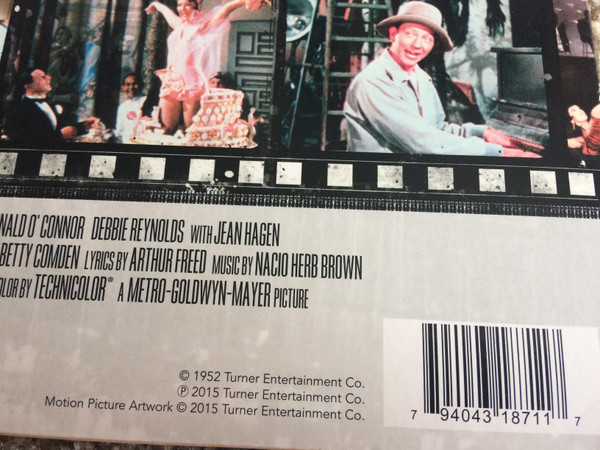 NALD O'CONNOR DEBBIE REYNOLDS WITH JEAN HAGEN
BETTY COMDEN LYRICS BY ARTHUR FREED MUSIC BY NACIO HERB BROWN
OLOR BY TECHNICOLOR® A METRO-GOLDWYN-MAYER PICTURE
© 1952 Turner Entertainment Co.
℗ 2015 Turner Entertainment Co.
Motion Picture Artwork © 2015 Turner Entertainment Co.
7 94043 18711 7